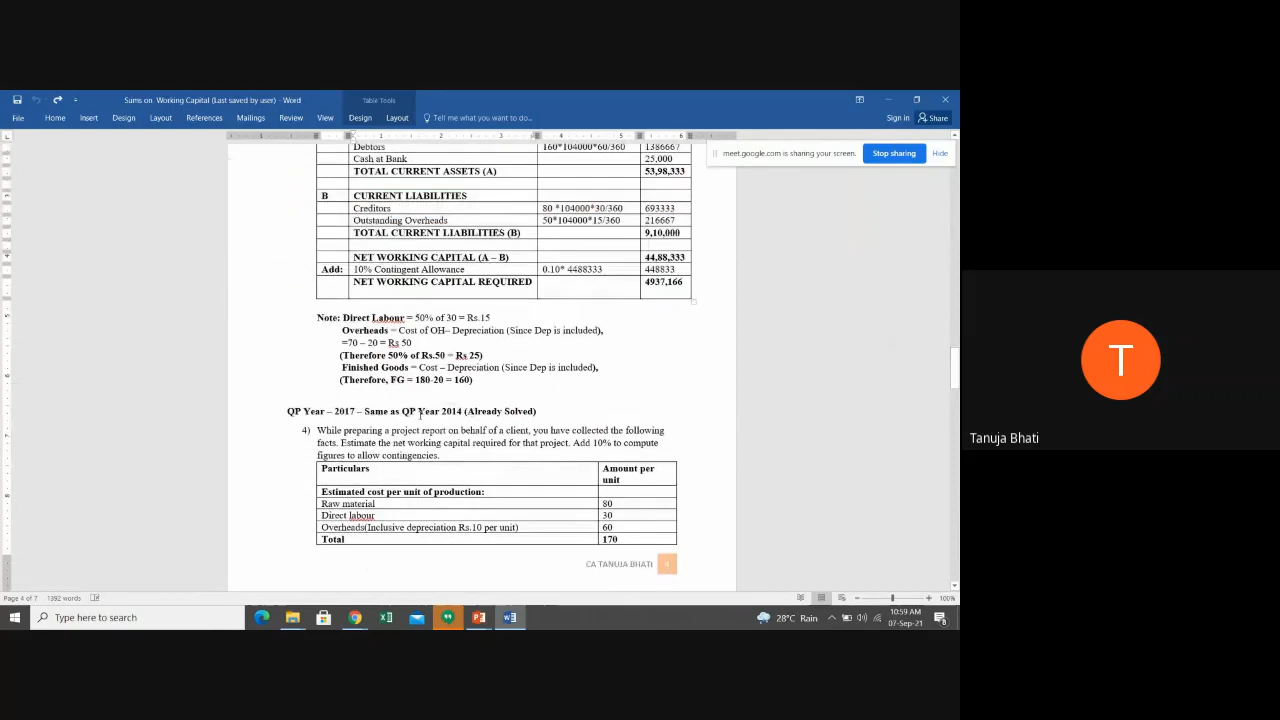 Sums on Working Capital (Last saved by user) - Word
Table Tools
File Home Insert Design Layout References Mailings Review View Design Layout Tell me what you want to do... Sign in Share
meet.google.com is sharing your screen. Stop sharing Hide
Debtors 160*104000*60/360 1386667
Cash at Bank 25,000
TOTAL CURRENT ASSETS (A) 53,98,333
B CURRENT LIABILITIES
Creditors 80 *104000*30/360 693333
Outstanding Overheads 50*104000*15/360 216667
TOTAL CURRENT LIABILITIES (B) 9,10,000
NET WORKING CAPITAL (A – B) 44,88,333
Add: 10% Contingent Allowance 0.10* 4488333 448833
NET WORKING CAPITAL REQUIRED 4937,166
Note: Direct Labour = 50% of 30 = Rs.15
Overheads = Cost of OH– Depreciation (Since Dep is included),
=70 – 20 = Rs 50
(Therefore 50% of Rs.50 = Rs 25)
Finished Goods = Cost – Depreciation (Since Dep is included),
(Therefore, FG = 180-20 = 160)
QP Year – 2017 – Same as QP Year 2014 (Already Solved)
4) While preparing a project report on behalf of a client, you have collected the following
facts. Estimate the net working capital required for that project. Add 10% to compute
figures to allow contingencies.
Particulars Amount per
unit
Estimated cost per unit of production:
Raw material 80
Direct labour 30
Overheads(Inclusive depreciation Rs.10 per unit) 60
Total 170
CA TANUJA BHATI 4
Page 4 of 7 1392 words 100%
Type here to search 28°C Rain 10:59 AM
07-Sep-21
T
Tanuja Bhati